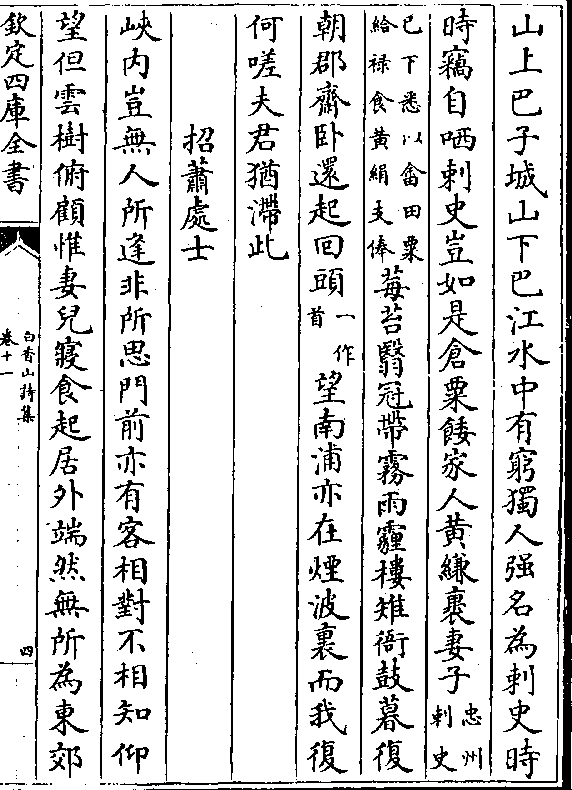 山上巴子城山下巴江水中有窮獨人强名為刺史時
時竊自哂刺史豈如是倉粟餧家人黃縑裹妻子忠州刺史
已下悉以畬田粟給禄食黃絹支俸莓苔翳冠帶霧雨霾樓雉衙鼓暮復
朝郡齋卧還起回頭一作首望南浦亦在煙波裏而我復
何嗟夫君猶滯此
招蕭處士
峽内豈無人所逢非所思門前亦有客相對不相知仰
望但雲樹俯顧惟妻兒寢食起居外端然無所為東郊
欽定四庫全書
白香山詩集
卷十一
四